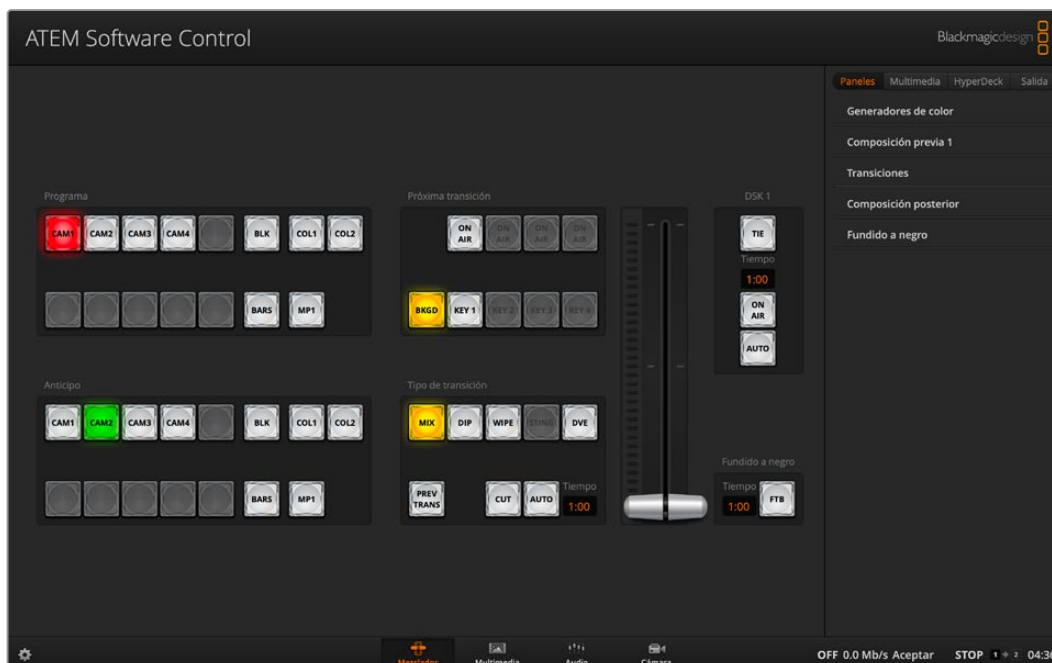 ATEM Software Control
Blackmagicdesign
Paneles Multimedia HyperDeck Salida
Generadores de color
Composición previa 1
Transiciones
Composición posterior
Fundido a negro
Programa
CAM1 CAM2 CAM3 CAM4 BLK COL1 COL2
BARS MP1
Próxima transición
ON AIR ON AIR ON AIR ON AIR
BKGD KEY 1 KEY 2 KEY 3 KEY 4
DSK 1
TIE
Tiempo
1:00
ON AIR
AUTO
Anticipo
CAM1 CAM2 CAM3 CAM4 BLK COL1 COL2
BARS MP1
Tipo de transición
MIX DIP WIPE STING DVE
PREV TRANS CUT AUTO Tiempo 1:00
Fundido a negro
Tiempo 1:00 FTB
Mezclados Multimedia Audio Cámara
OFF 0.0 Mb/s Aceptar STOP 1 2 04:36